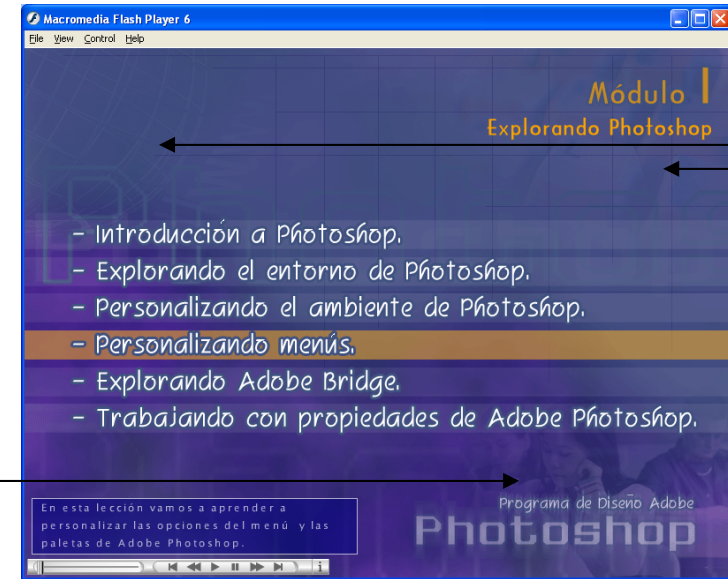 Macromedia Flash Player 6
File View Control Help
Módulo I
Explorando Photoshop
- Introducción a Photoshop.
- Explorando el entorno de Photoshop.
- Personalizando el ambiente de Photoshop.
- Personalizando menús.
- Explorando Adobe Bridge.
- Trabajando con propiedades de Adobe Photoshop.
En esta lección vamos a aprender a
personalizar las opciones del menú y las
paletas de Adobe Photoshop.
Programa de Diseño Adobe
Photoshop
i